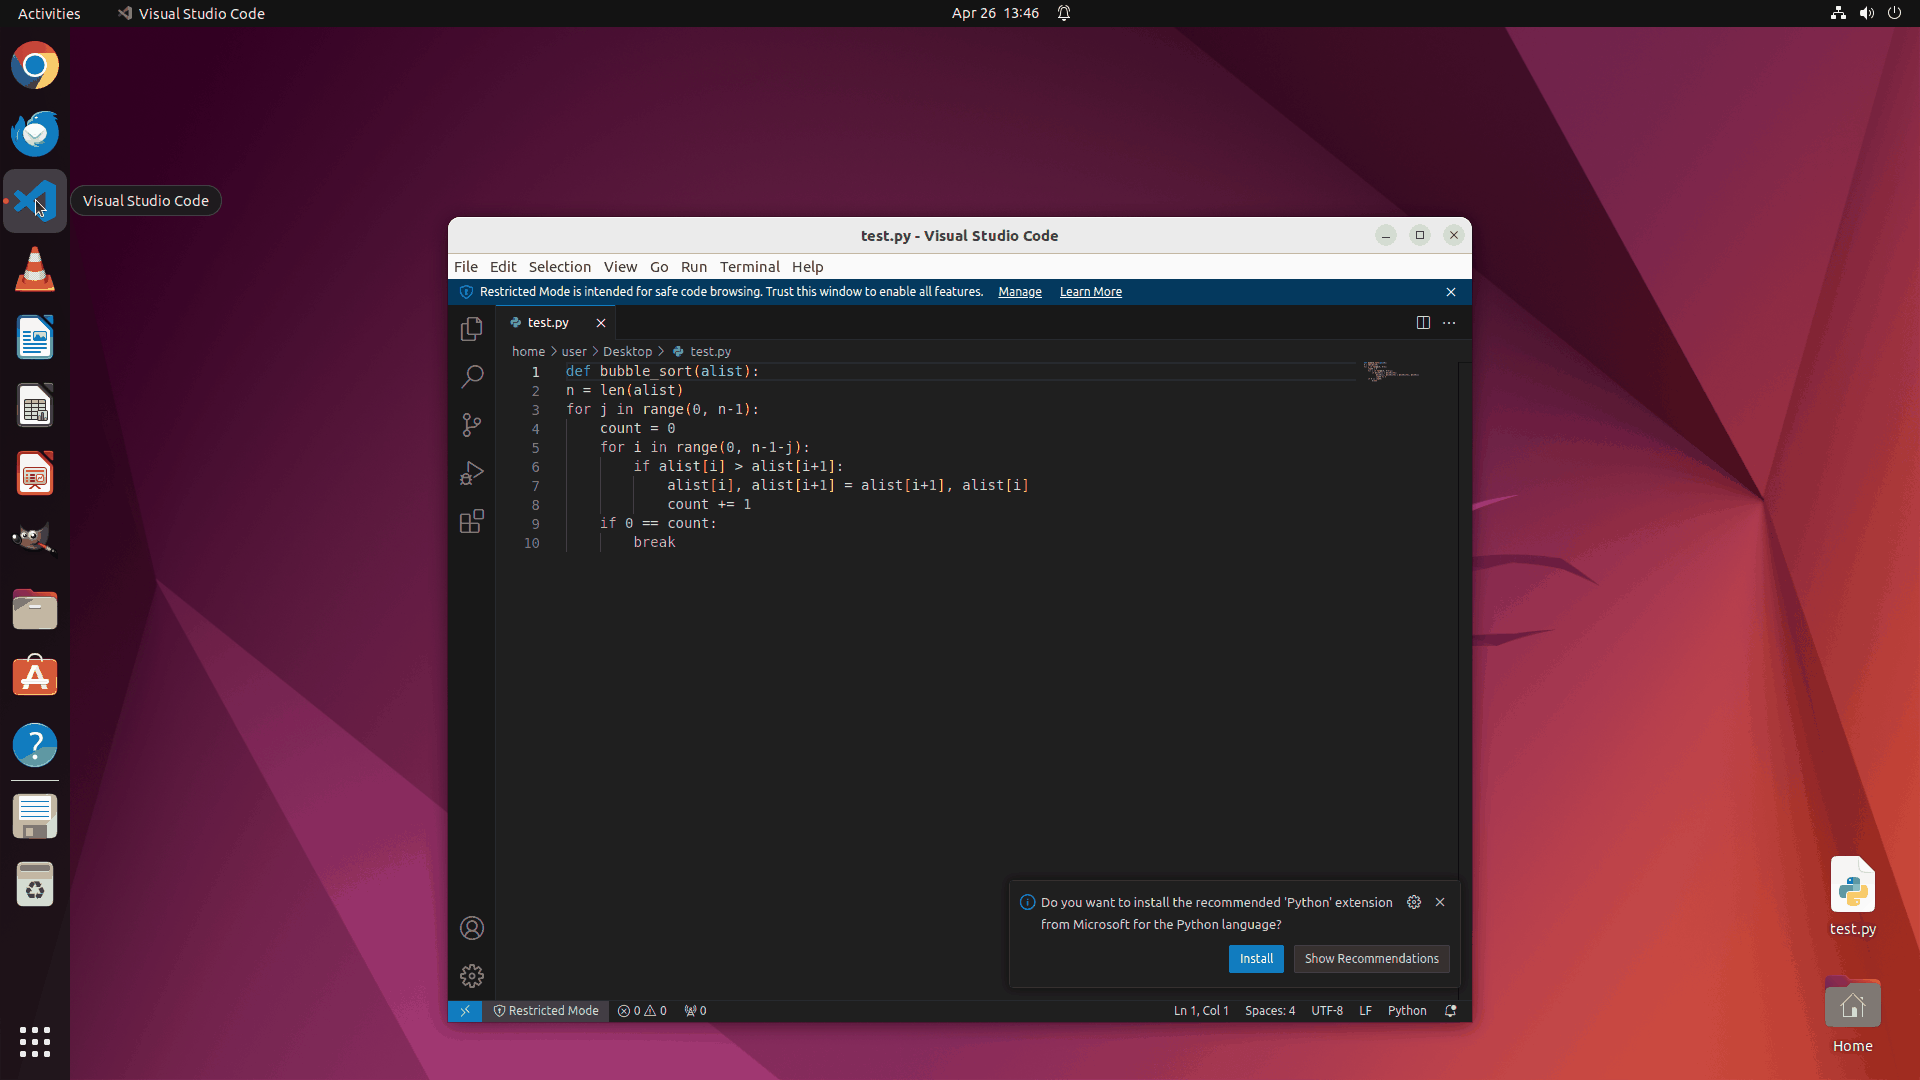 Activities
Visual Studio Code
Apr 26 13:46
Visual Studio Code
test.py - Visual Studio Code
File Edit Selection View Go Run Terminal Help
Restricted Mode is intended for safe code browsing. Trust this window to enable all features. Manage Learn More
test.py
home > user > Desktop > test.py
1 def bubble_sort(alist):
2 n = len(alist)
3 for j in range(0, n-1):
4 count = 0
5 for i in range(0, n-1-j):
6 if alist[i] > alist[i+1]:
7 alist[i], alist[i+1] = alist[i+1], alist[i]
8 count += 1
9 if 0 == count:
10 break
Do you want to install the recommended 'Python' extension
from Microsoft for the Python language?
Install Show Recommendations
Restricted Mode 0 0 0 Ln 1, Col 1 Spaces: 4 UTF-8 LF Python
test.py
Home